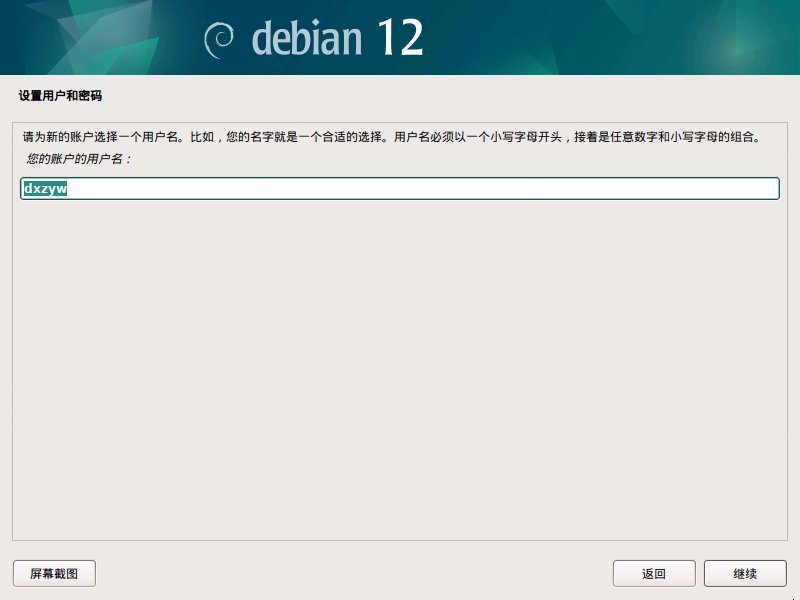 debian 12
设置用户和密码
请为新的账户选择一个用户名。比如，您的名字就是一个合适的选择。用户名必须以一个小写字母开头，接着是任意数字和小写字母的组合。
您的账户的用户名：
dxzyw
屏幕截图
返回
继续